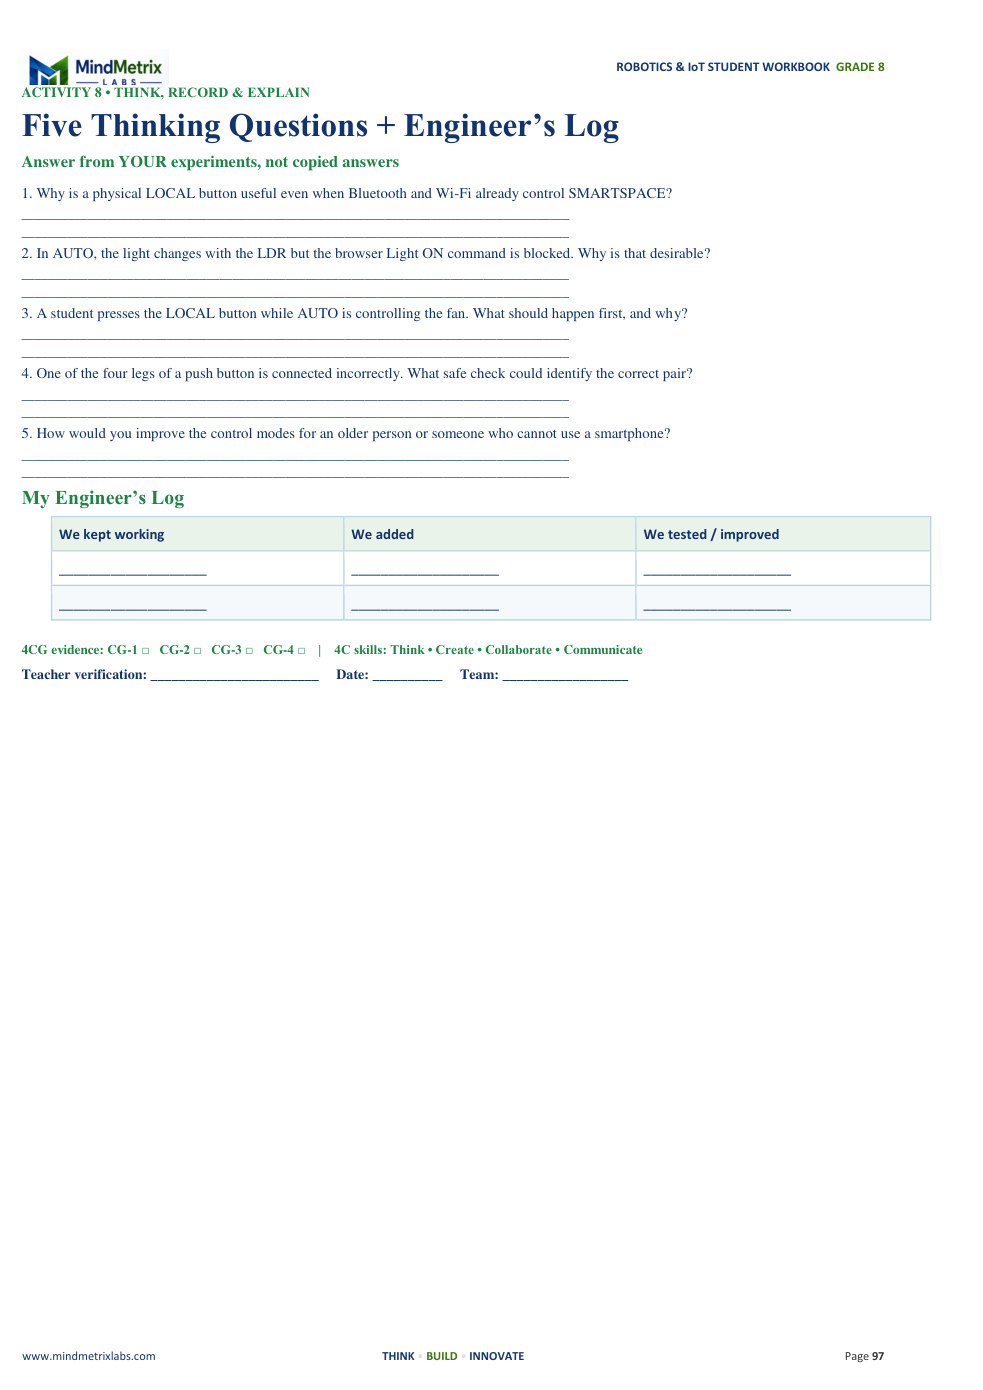 MindMetrix
LABS
ROBOTICS & IoT STUDENT WORKBOOK GRADE 8
ACTIVITY 8 • THINK, RECORD & EXPLAIN
Five Thinking Questions + Engineer’s Log
Answer from YOUR experiments, not copied answers
1. Why is a physical LOCAL button useful even when Bluetooth and Wi-Fi already control SMARTSPACE?
2. In AUTO, the light changes with the LDR but the browser Light ON command is blocked. Why is that desirable?
3. A student presses the LOCAL button while AUTO is controlling the fan. What should happen first, and why?
4. One of the four legs of a push button is connected incorrectly. What safe check could identify the correct pair?
5. How would you improve the control modes for an older person or someone who cannot use a smartphone?
My Engineer’s Log
We kept working We added We tested / improved
4CG evidence: CG-1 □ CG-2 □ CG-3 □ CG-4 □ | 4C skills: Think • Create • Collaborate • Communicate
Teacher verification: ________________________ Date: __________ Team: __________________
www.mindmetrixlabs.com THINK • BUILD • INNOVATE Page 97